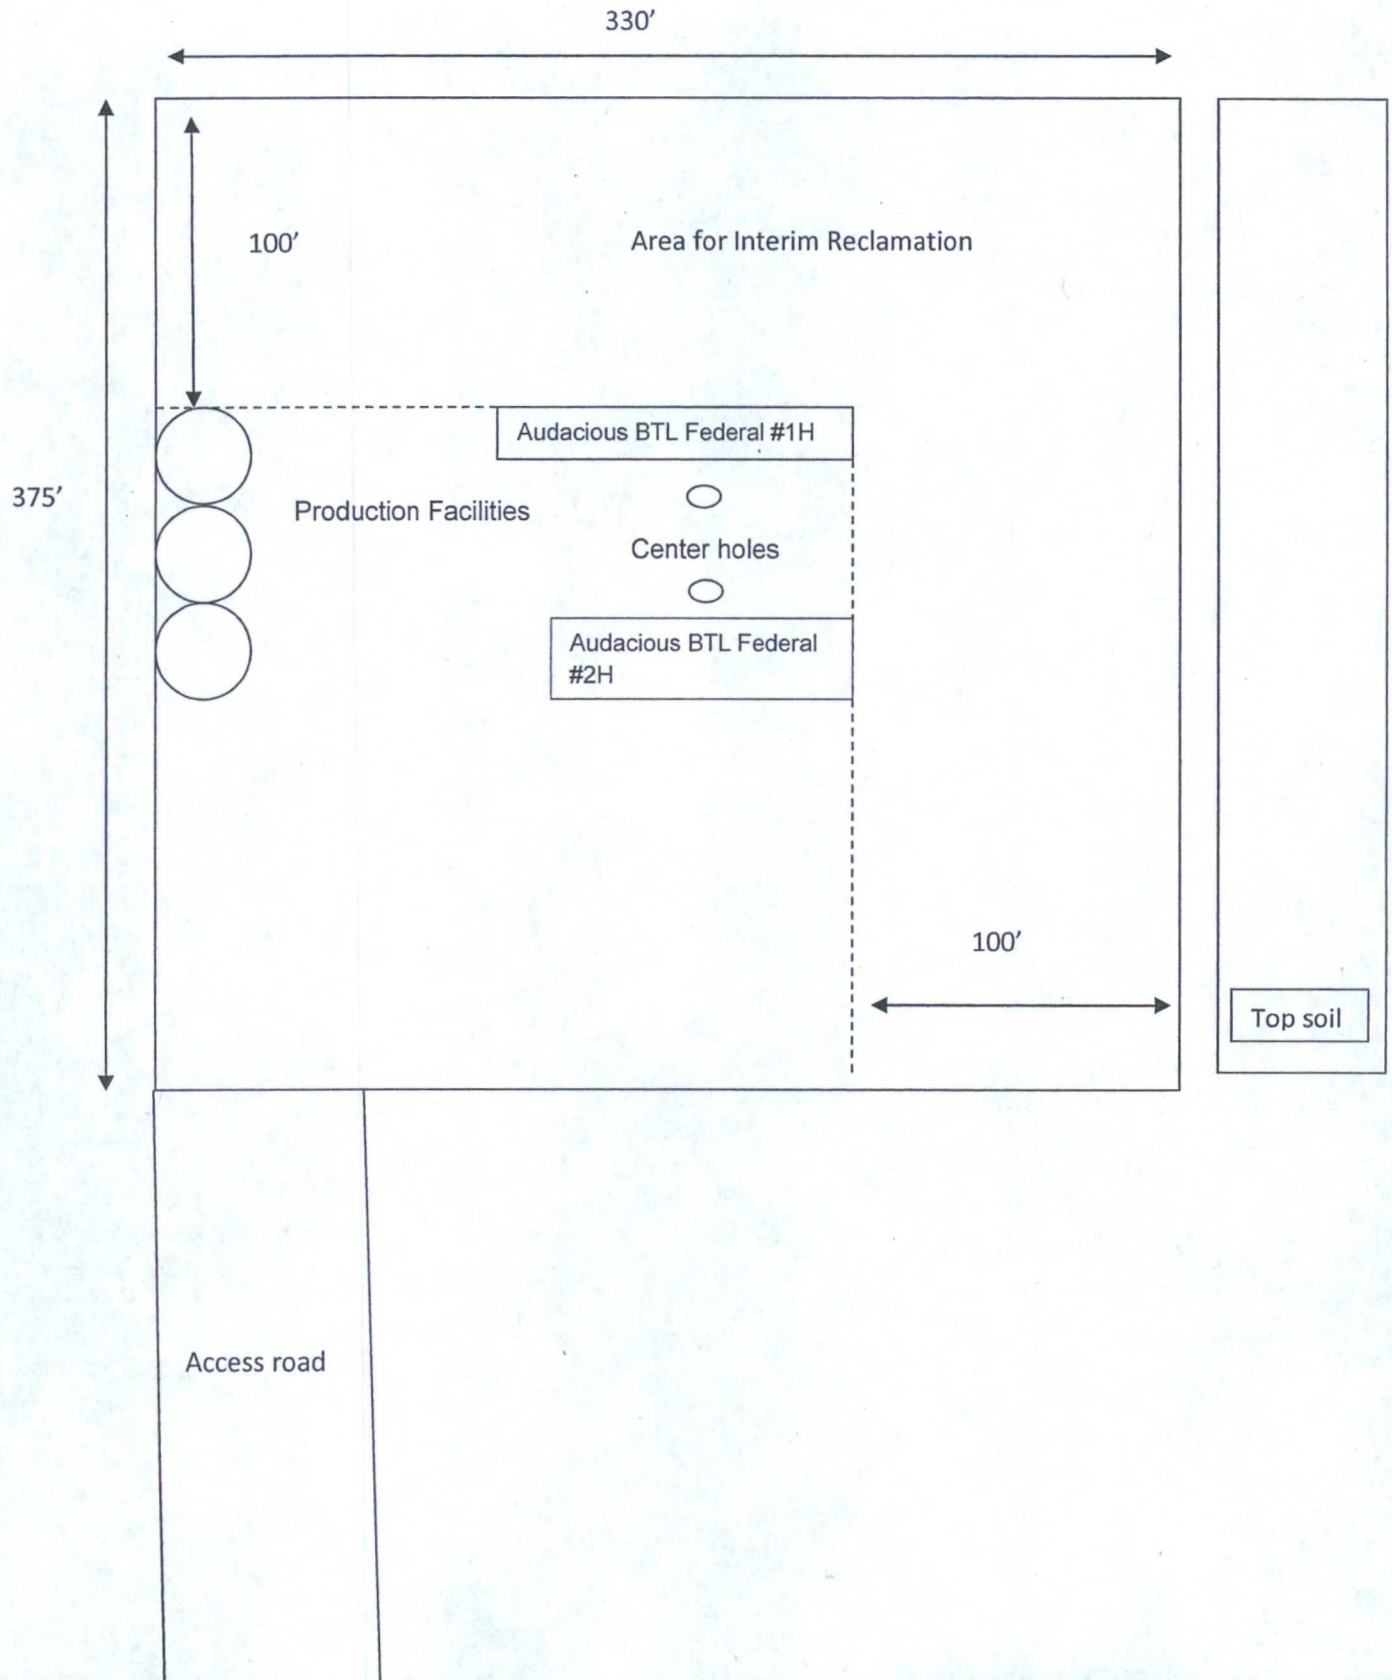 330’
100’
Area for Interim Reclamation
Audacious BTL Federal #1H
375’
Production Facilities
Center holes
Audacious BTL Federal
#2H
100’
Top soil
Access road